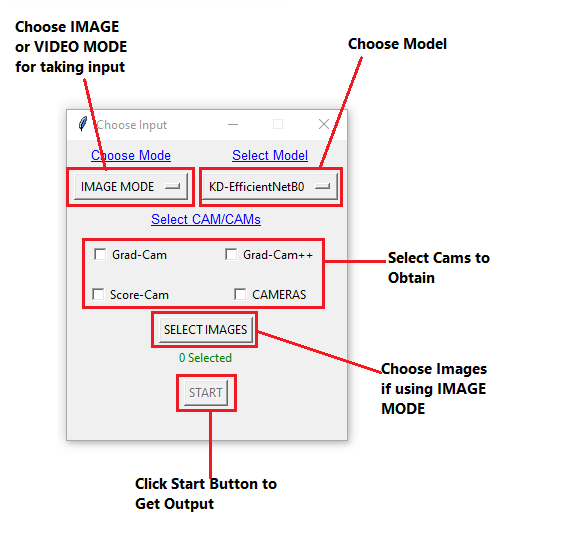 Choose IMAGE
or VIDEO MODE
for taking input
Choose Model
Choose Input
Choose Mode
Select Model
IMAGE MODE
KD-EfficientNetB0
Select CAM/CAMs
Grad-Cam
Grad-Cam++
Score-Cam
CAMERAS
Select Cams to
Obtain
SELECT IMAGES
0 Selected
Choose Images
if using IMAGE
MODE
START
Click Start Button to
Get Output